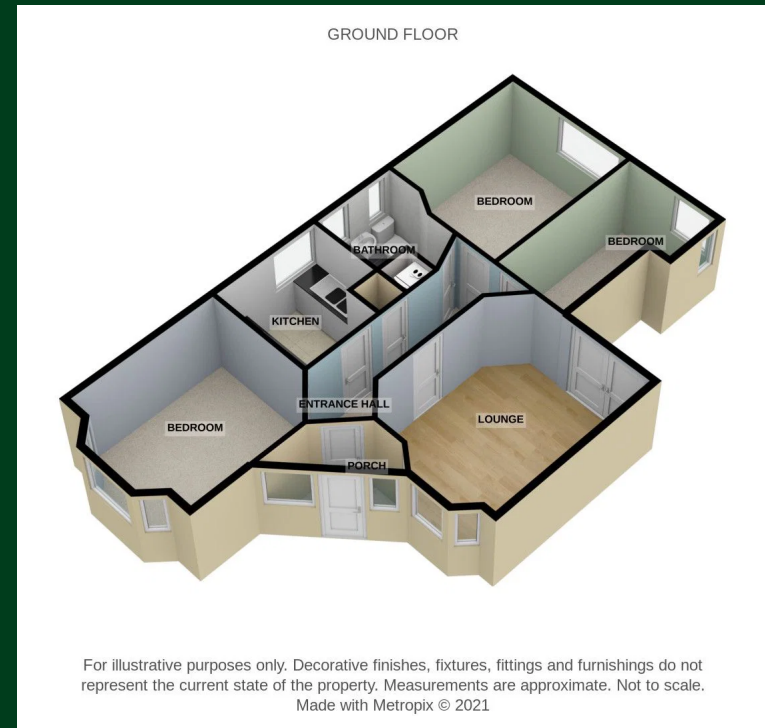 GROUND FLOOR
BEDROOM
BEDROOM
BATHROOM
KITCHEN
ENTRANCE HALL
LOUNGE
BEDROOM
PORCH
For illustrative purposes only. Decorative finishes, fixtures, fittings and furnishings do not
represent the current state of the property. Measurements are approximate. Not to scale.
Made with Metropix © 2021